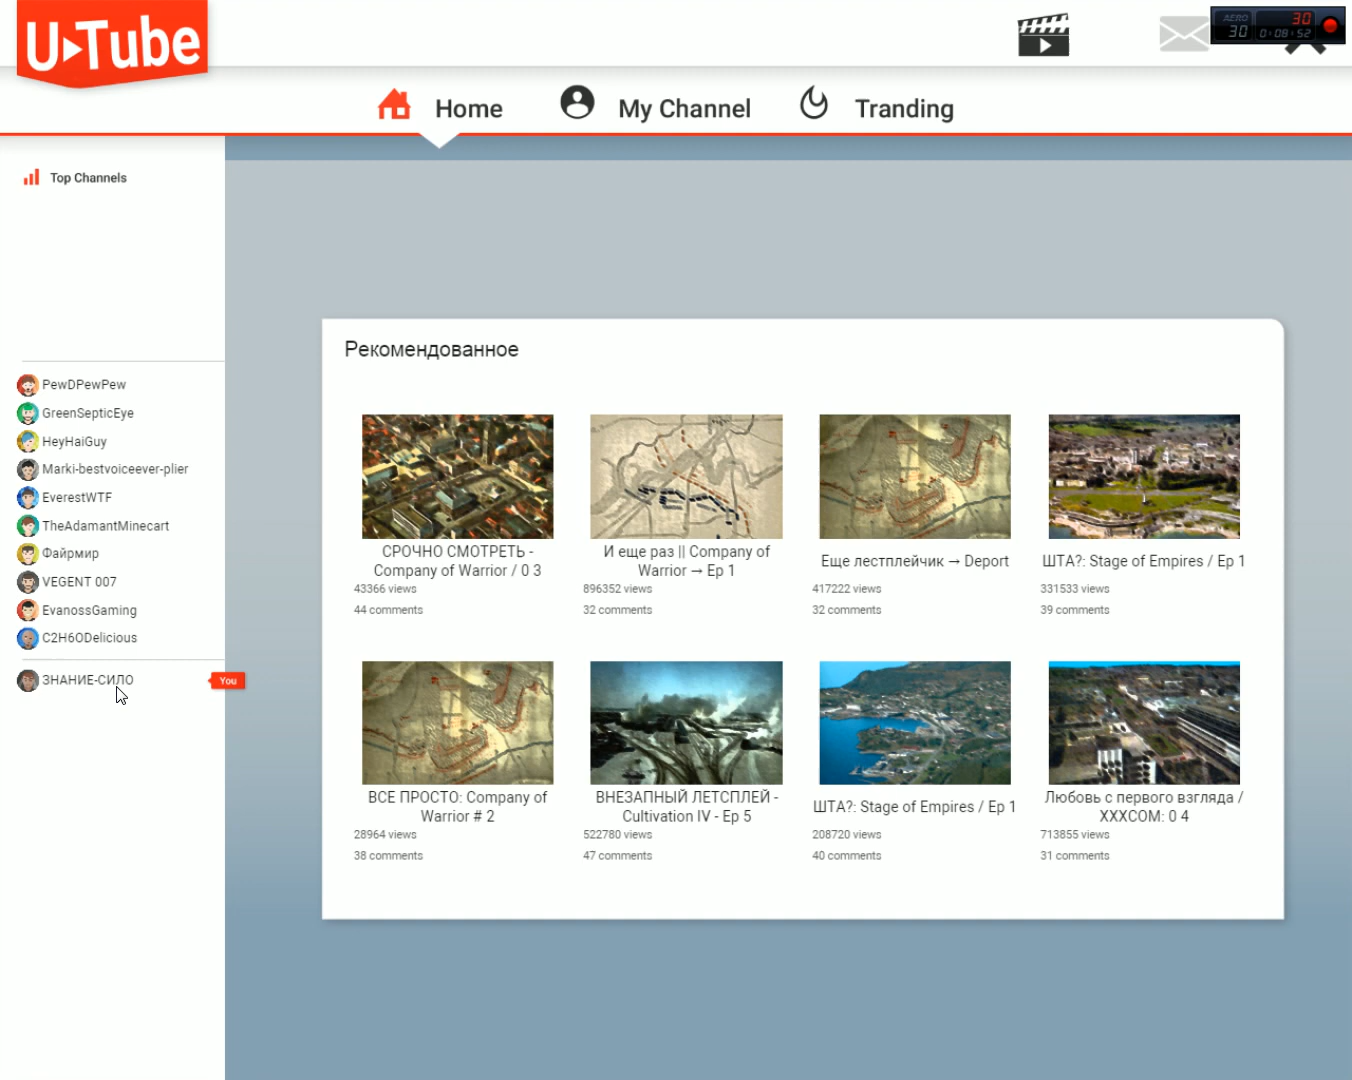 U Tube
AERO
30
30
0:08:52
Home
My Channel
Tranding
Top Channels
PewDPewPew
GreenSepticEye
HeyHaiGuy
Marki-bestvoiceever-plier
EverestWTF
TheAdamantMinecart
Файрмир
VEGENT 007
EvanossGaming
C2H6ODelicious
ЗНАНИЕ-СИЛО
You
Рекомендованное
СРОЧНО СМОТРЕТЬ -
Company of Warrior / 0 3
43366 views
44 comments
И еще раз || Company of
Warrior → Ep 1
896352 views
32 comments
Еще лестплейчик → Deport
417222 views
32 comments
ШТА?: Stage of Empires / Ep 1
331533 views
39 comments
ВСЕ ПРОСТО: Company of
Warrior # 2
28964 views
38 comments
ВНЕЗАПНЫЙ ЛЕТСПЛЕЙ -
Cultivation IV - Ep 5
522780 views
47 comments
ШТА?: Stage of Empires / Ep 1
208720 views
40 comments
Любовь с первого взгляда /
XXXCOM: 0 4
713855 views
31 comments